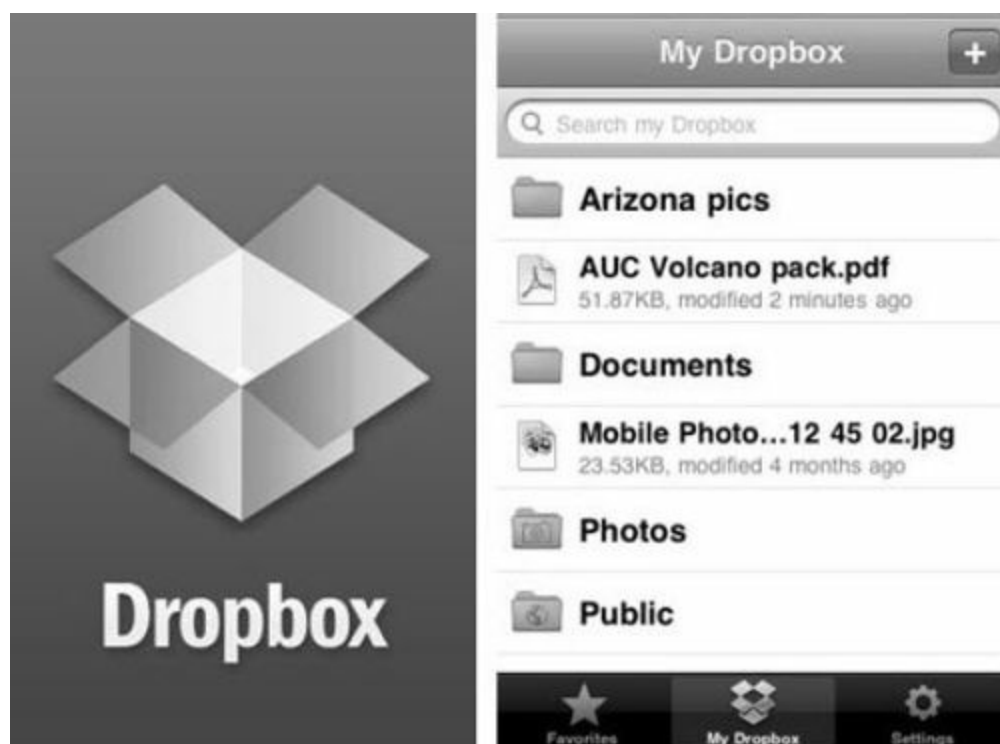 Dropbox
My Dropbox
+
Search my Dropbox
Arizona pics
AUC Volcano pack.pdf
51.87KB, modified 2 minutes ago
Documents
Mobile Photo...12 45 02.jpg
23.53KB, modified 4 months ago
Photos
Public
Favorites My Dropbox Settings